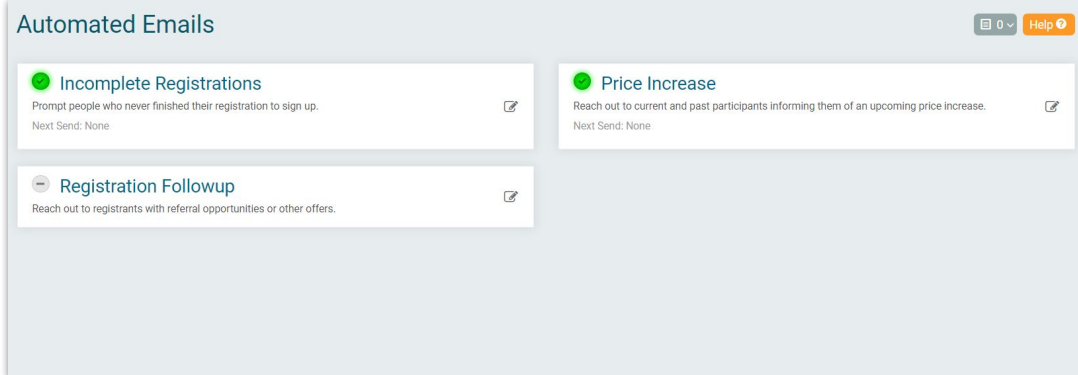 Automated Emails
0
Help
Incomplete Registrations
Prompt people who never finished their registration to sign up.
Next Send: None
Price Increase
Reach out to current and past participants informing them of an upcoming price increase.
Next Send: None
Registration Followup
Reach out to registrants with referral opportunities or other offers.